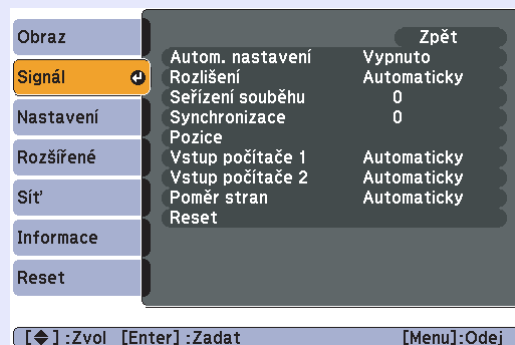 Obraz
Signál
Nastavení
Rozšířené
Síť
Informace
Reset
Zpět
Autom. nastavení Vypnuto
Rozlišení Automaticky
Seřízení souběhu 0
Synchronizace 0
Pozice
Vstup počítače 1 Automaticky
Vstup počítače 2 Automaticky
Poměr stran Automaticky
Reset
[ ] :Zvol [Enter] :Zadat [Menu]:Odej